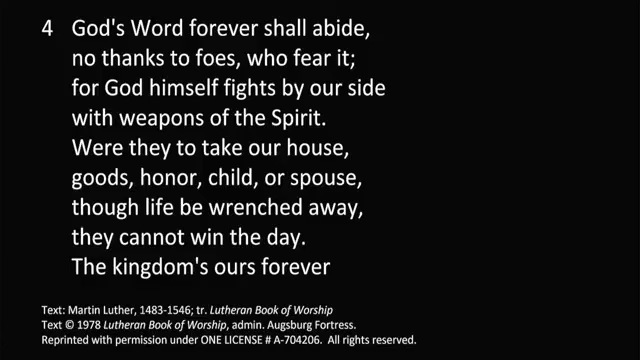 4 God's Word forever shall abide,
no thanks to foes, who fear it;
for God himself fights by our side
with weapons of the Spirit.
Were they to take our house,
goods, honor, child, or spouse,
though life be wrenched away,
they cannot win the day.
The kingdom's ours forever
Text: Martin Luther, 1483-1546; tr. Lutheran Book of Worship
Text © 1978 Lutheran Book of Worship, admin. Augsburg Fortress.
Reprinted with permission under ONE LICENSE # A-704206. All rights reserved.